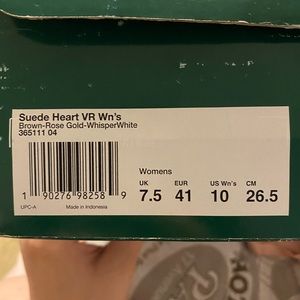 Suede Heart VR Wn's
Brown-Rose Gold-WhisperWhite
365111 04
1 90276 98258 9
UPC-A Made in Indonesia
Womens
UK EUR US Wn's CM
7.5 41 10 26.5